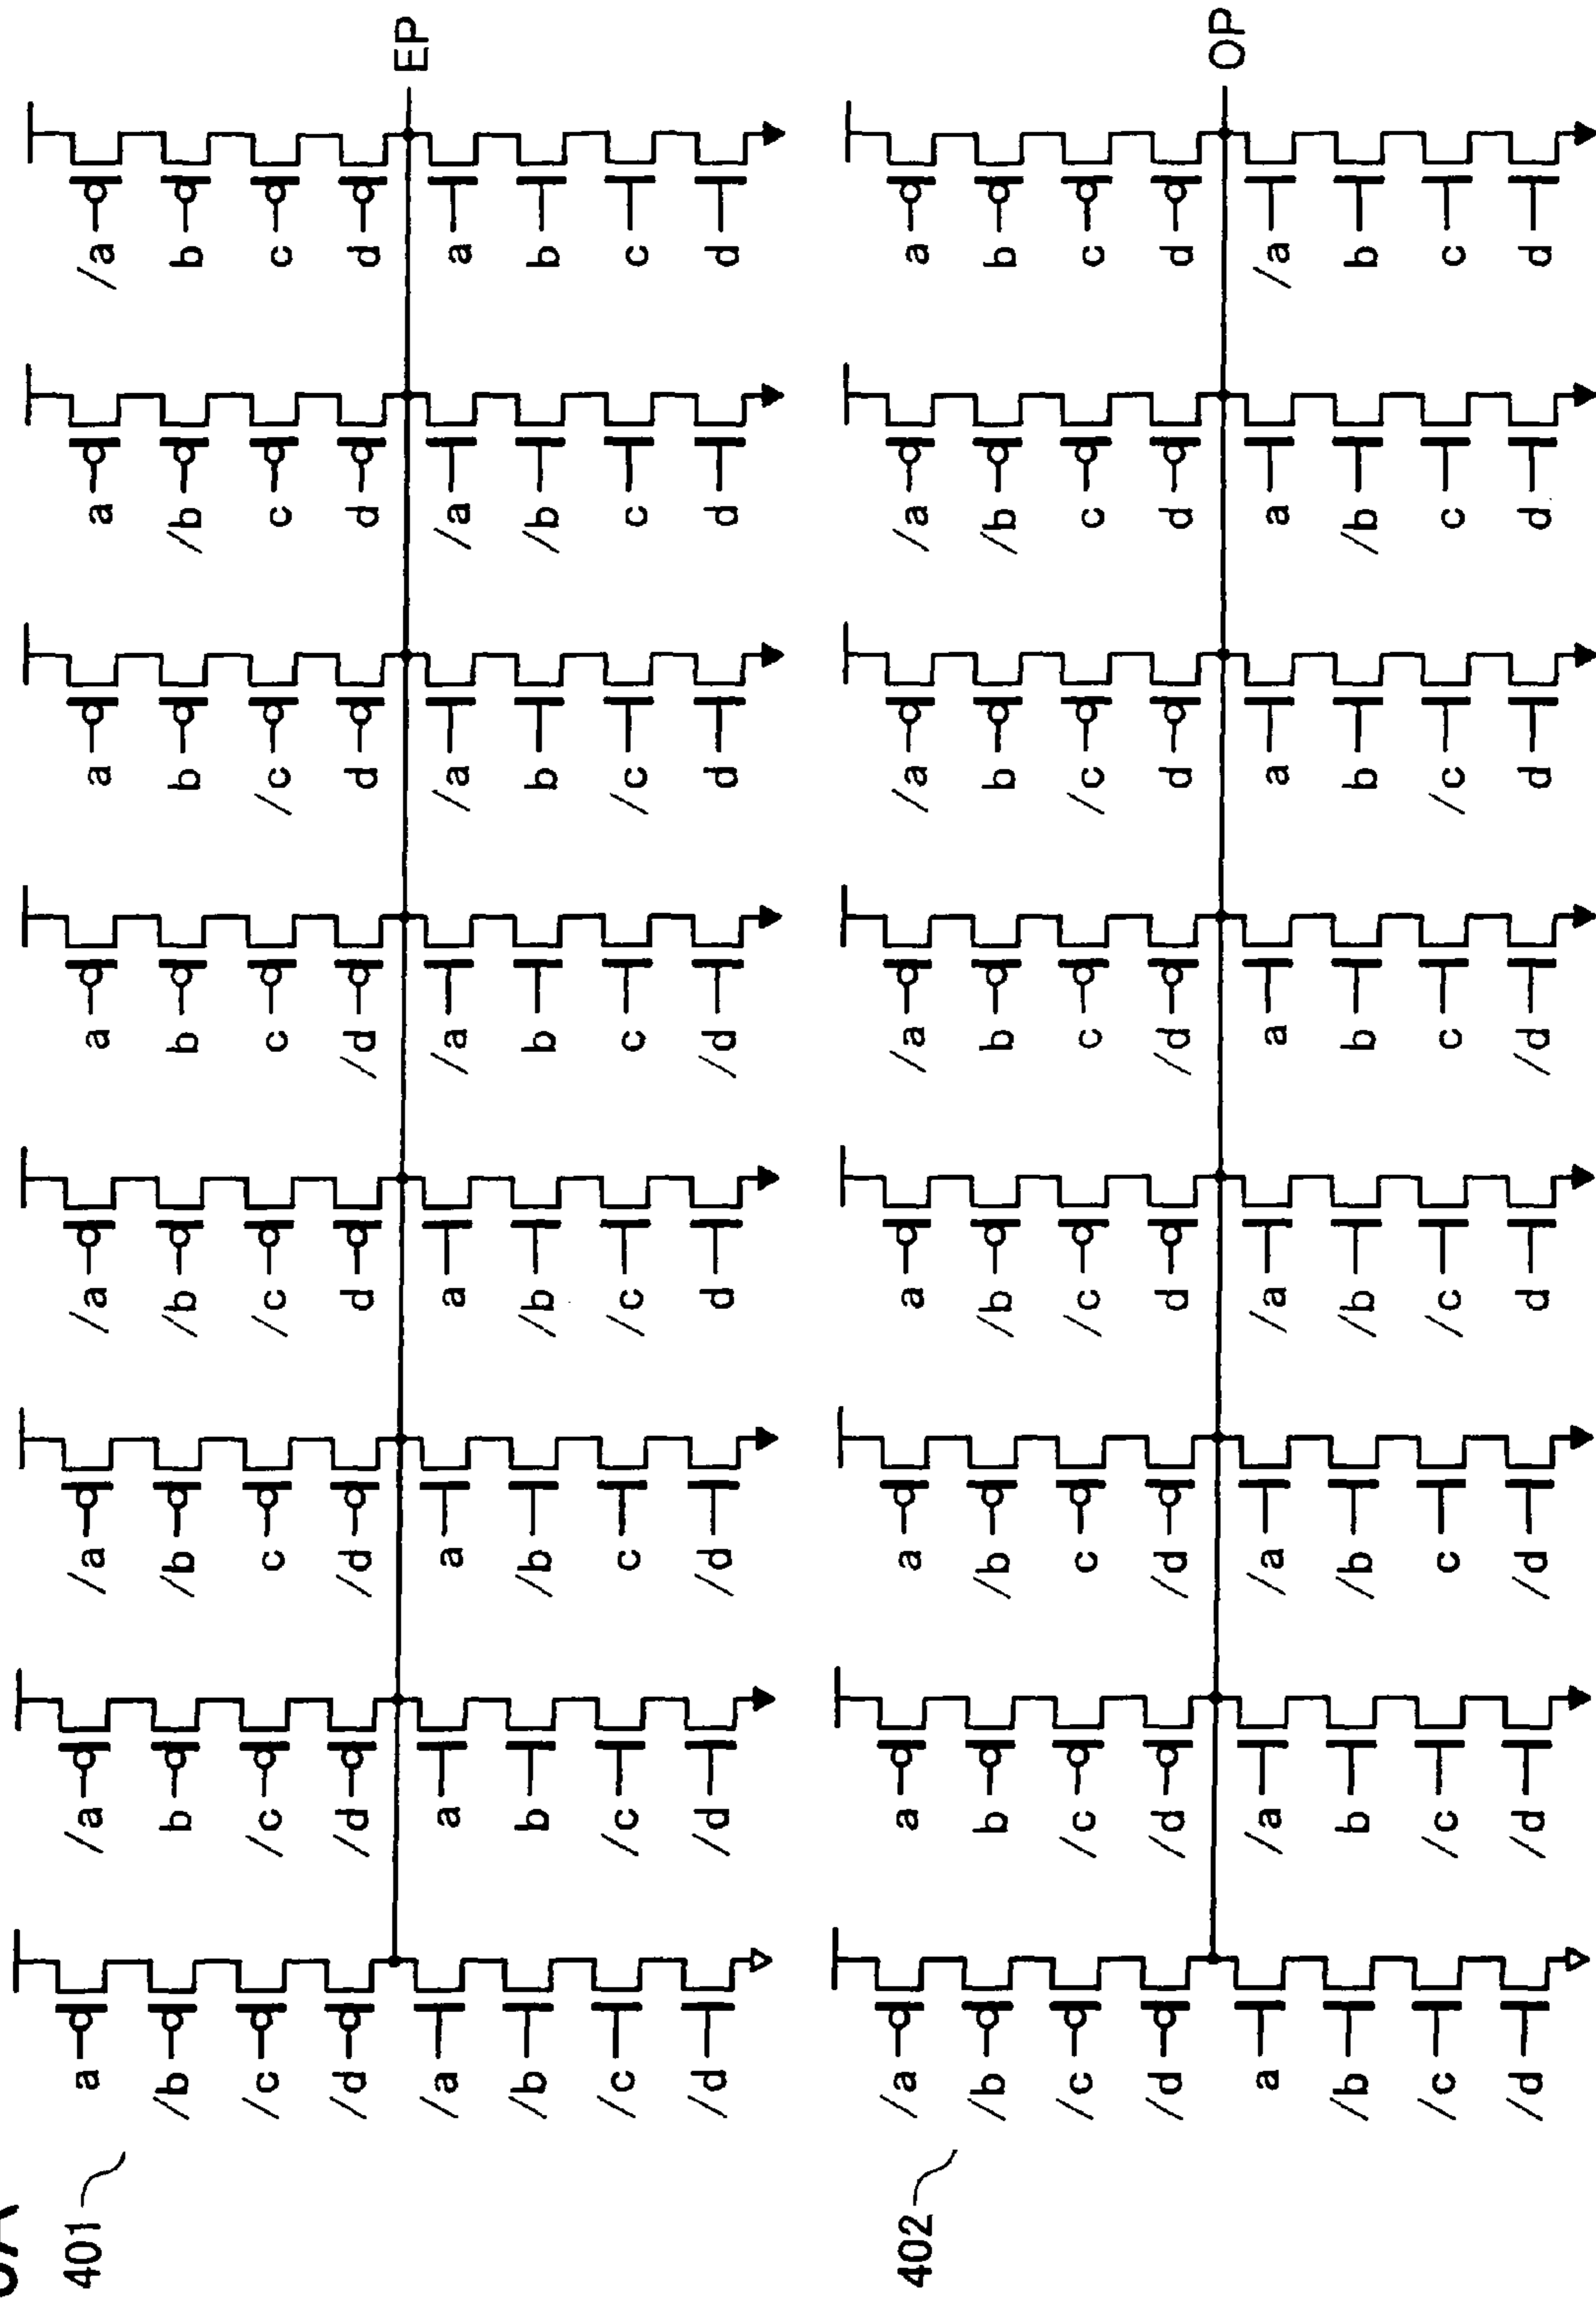 401
a /a /a /a a a a /a
/b b /b /b b b /b b
/c /c c /c c /c c c
/d /d /d d /d d d d
EP
/a a a a /a /a /a a
/b b /b /b b b /b b
/c /c c /c c /c c c
/d /d /d d /d d d d
402
/a a a a /a /a /a a
/b b /b /b b b /b b
/c /c c /c c /c c c
/d /d /d d /d d d d
OP
a /a /a /a a a a /a
/b b /b /b b b /b b
/c /c c /c c /c c c
/d /d /d d /d d d d